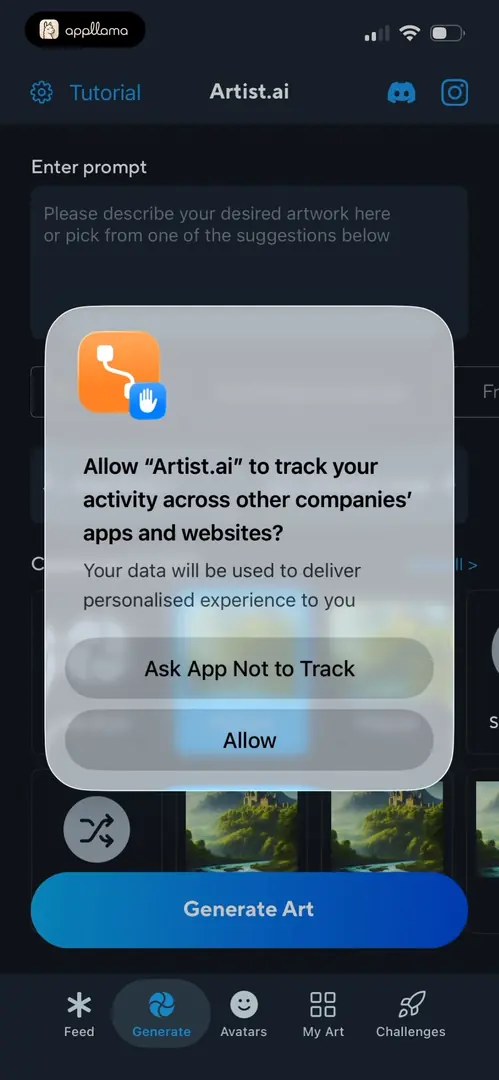 appllama
Tutorial
Artist.ai
Enter prompt
Please describe your desired artwork here
or pick from one of the suggestions below
Fr
Allow “Artist.ai” to track your
activity across other companies’
apps and websites?
Your data will be used to deliver
personalised experience to you
Ask App Not to Track
Allow
Generate Art
Feed
Generate
Avatars
My Art
Challenges